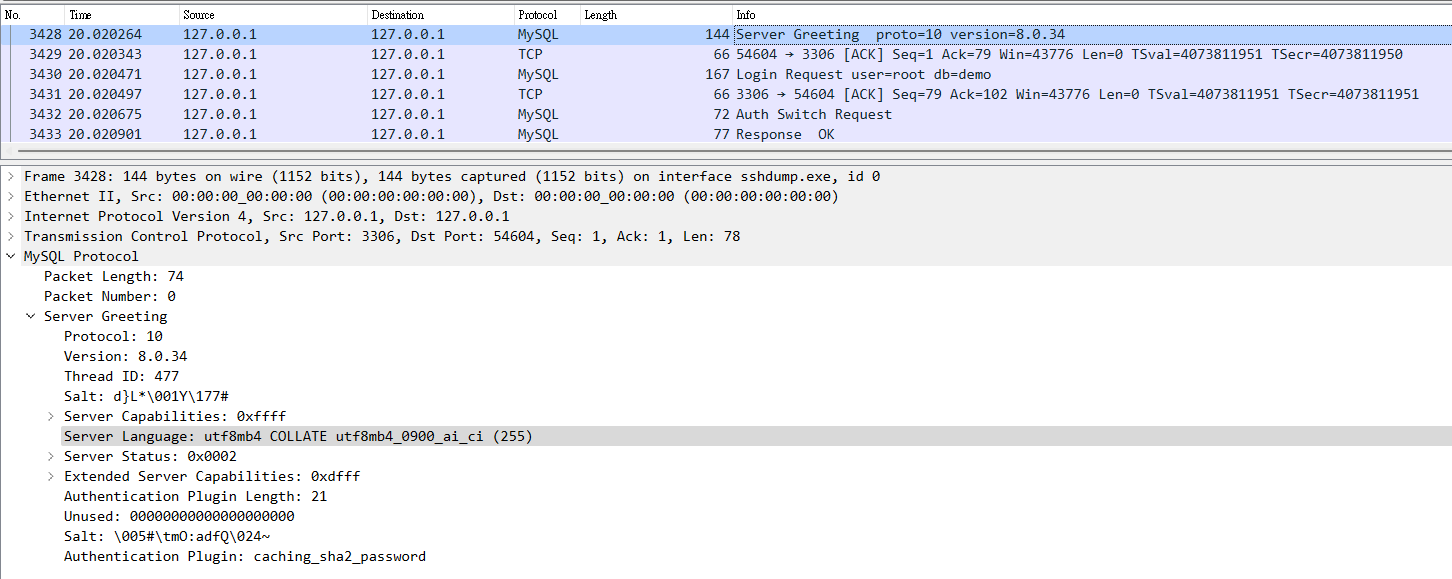 No. Time Source Destination Protocol Length Info
3428 20.020264 127.0.0.1 127.0.0.1 MySQL 144 Server Greeting proto=10 version=8.0.34
3429 20.020343 127.0.0.1 127.0.0.1 TCP 66 54604 → 3306 [ACK] Seq=1 Ack=79 Win=43776 Len=0 TSval=4073811951 TSecr=4073811950
3430 20.020471 127.0.0.1 127.0.0.1 MySQL 167 Login Request user=root db=demo
3431 20.020497 127.0.0.1 127.0.0.1 TCP 66 3306 → 54604 [ACK] Seq=79 Ack=102 Win=43776 Len=0 TSval=4073811951 TSecr=4073811951
3432 20.020675 127.0.0.1 127.0.0.1 MySQL 72 Auth Switch Request
3433 20.020901 127.0.0.1 127.0.0.1 MySQL 77 Response OK
Frame 3428: 144 bytes on wire (1152 bits), 144 bytes captured (1152 bits) on interface sshdump.exe, id 0
Ethernet II, Src: 00:00:00_00:00:00 (00:00:00:00:00:00), Dst: 00:00:00_00:00:00 (00:00:00:00:00:00)
Internet Protocol Version 4, Src: 127.0.0.1, Dst: 127.0.0.1
Transmission Control Protocol, Src Port: 3306, Dst Port: 54604, Seq: 1, Ack: 1, Len: 78
MySQL Protocol
Packet Length: 74
Packet Number: 0
Server Greeting
Protocol: 10
Version: 8.0.34
Thread ID: 477
Salt: d}L*\001Y\177#
Server Capabilities: 0xffff
Server Language: utf8mb4 COLLATE utf8mb4_0900_ai_ci (255)
Server Status: 0x0002
Extended Server Capabilities: 0xdfff
Authentication Plugin Length: 21
Unused: 00000000000000000000
Salt: \005#\tmO:adfQ\024~
Authentication Plugin: caching_sha2_password